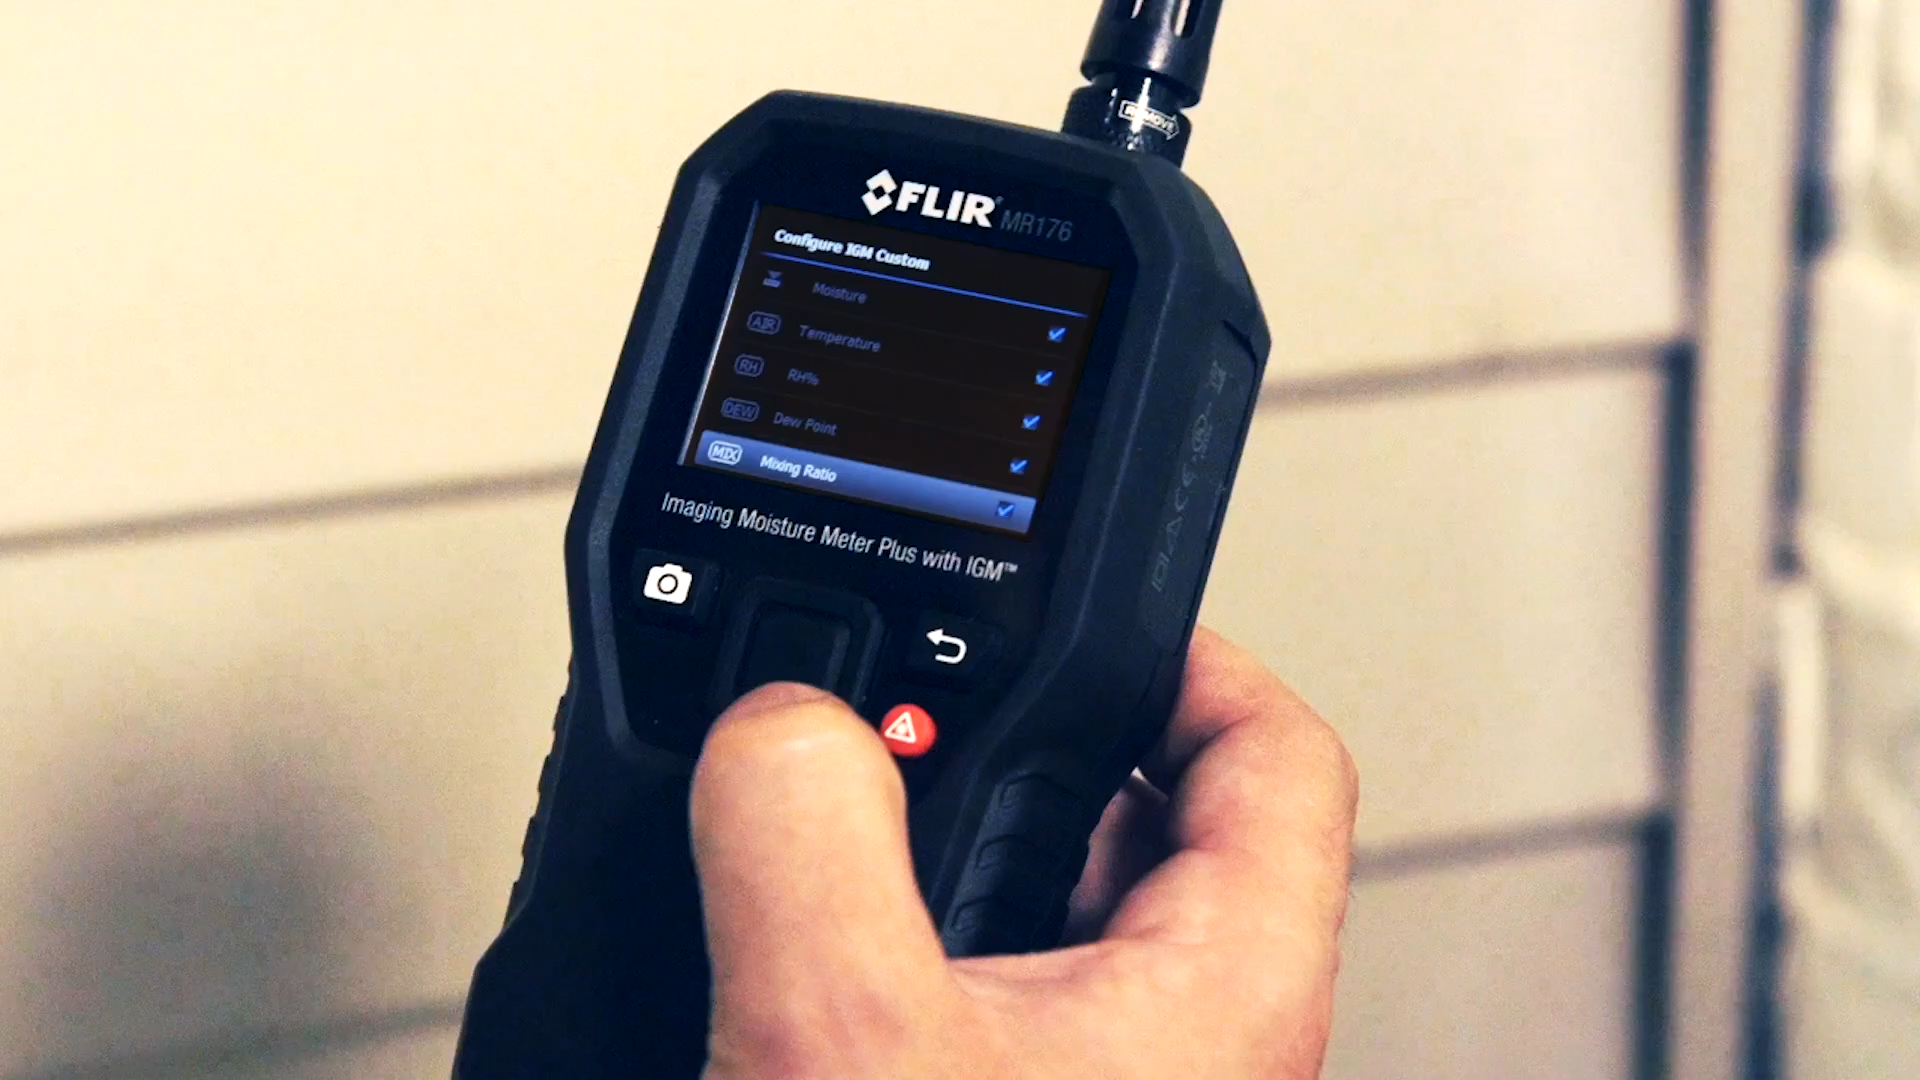 REMOVE
FLIR MR176
Configure IGM Custom
Moisture
AIR Temperature
RH RH%
DEW Dew Point
MIX Mixing Ratio
Imaging Moisture Meter Plus with IGM™